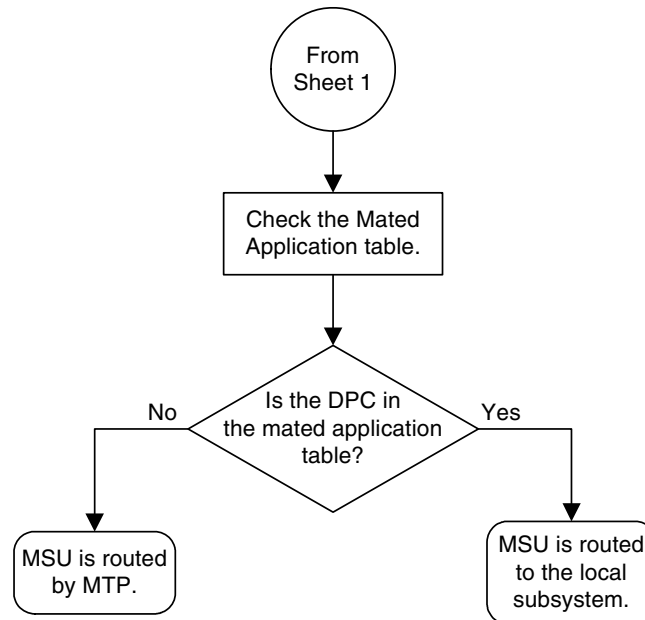 From
Sheet 1
Check the Mated
Application table.
Is the DPC in
the mated application
table?
No
Yes
MSU is routed
by MTP.
MSU is routed
to the local
subsystem.